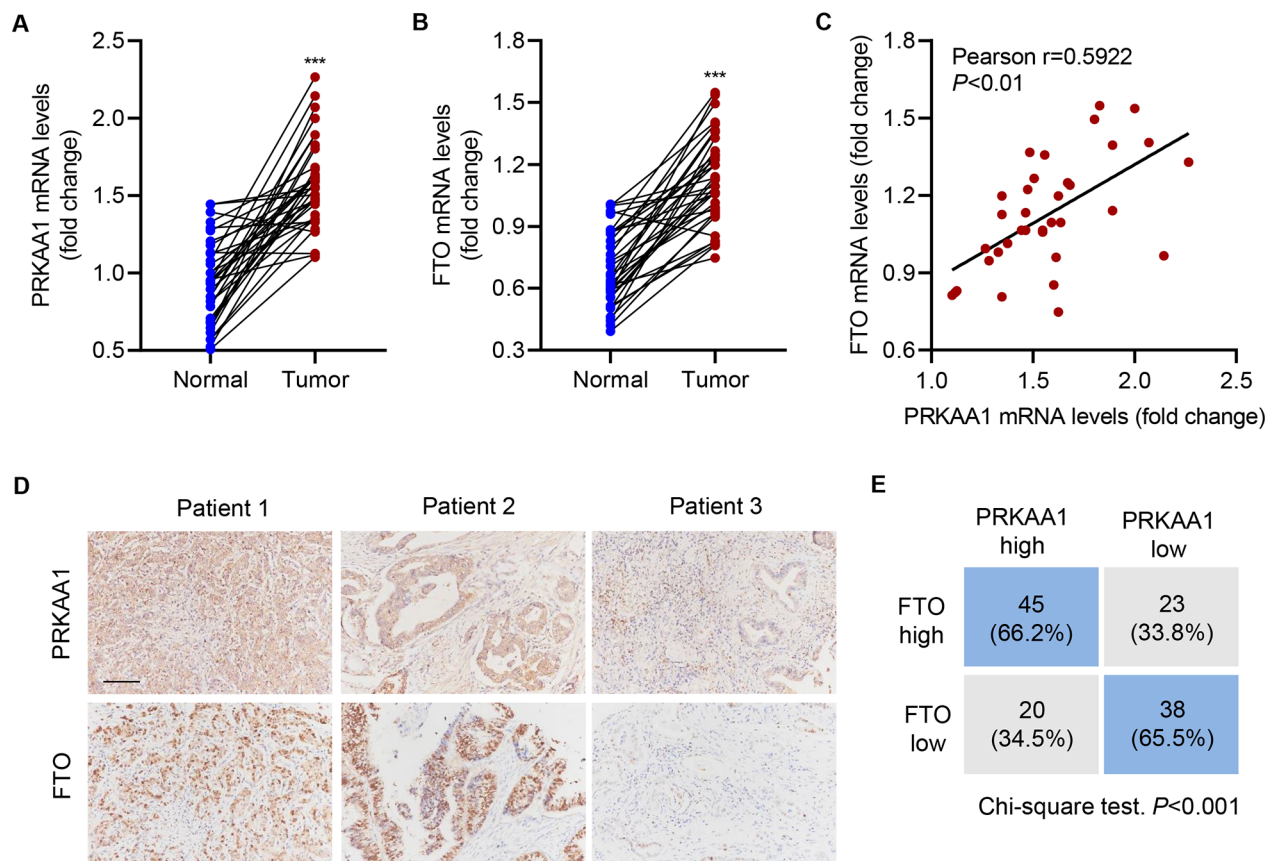 A
PRKAA1 mRNA levels
(fold change)
2.5
2.0
1.5
1.0
0.5
***
Normal
Tumor
B
FTO mRNA levels
(fold change)
1.8
1.5
1.2
0.9
0.6
0.3
***
Normal
Tumor
C
FTO mRNA levels (fold change)
1.8
1.5
1.2
0.9
0.6
Pearson r=0.5922
P<0.01
1.0
1.5
2.0
2.5
PRKAA1 mRNA levels (fold change)
D
Patient 1
Patient 2
Patient 3
PRKAA1
FTO
E
PRKAA1
high
PRKAA1
low
FTO
high
45
(66.2%)
23
(33.8%)
FTO
low
20
(34.5%)
38
(65.5%)
Chi-square test. P<0.001